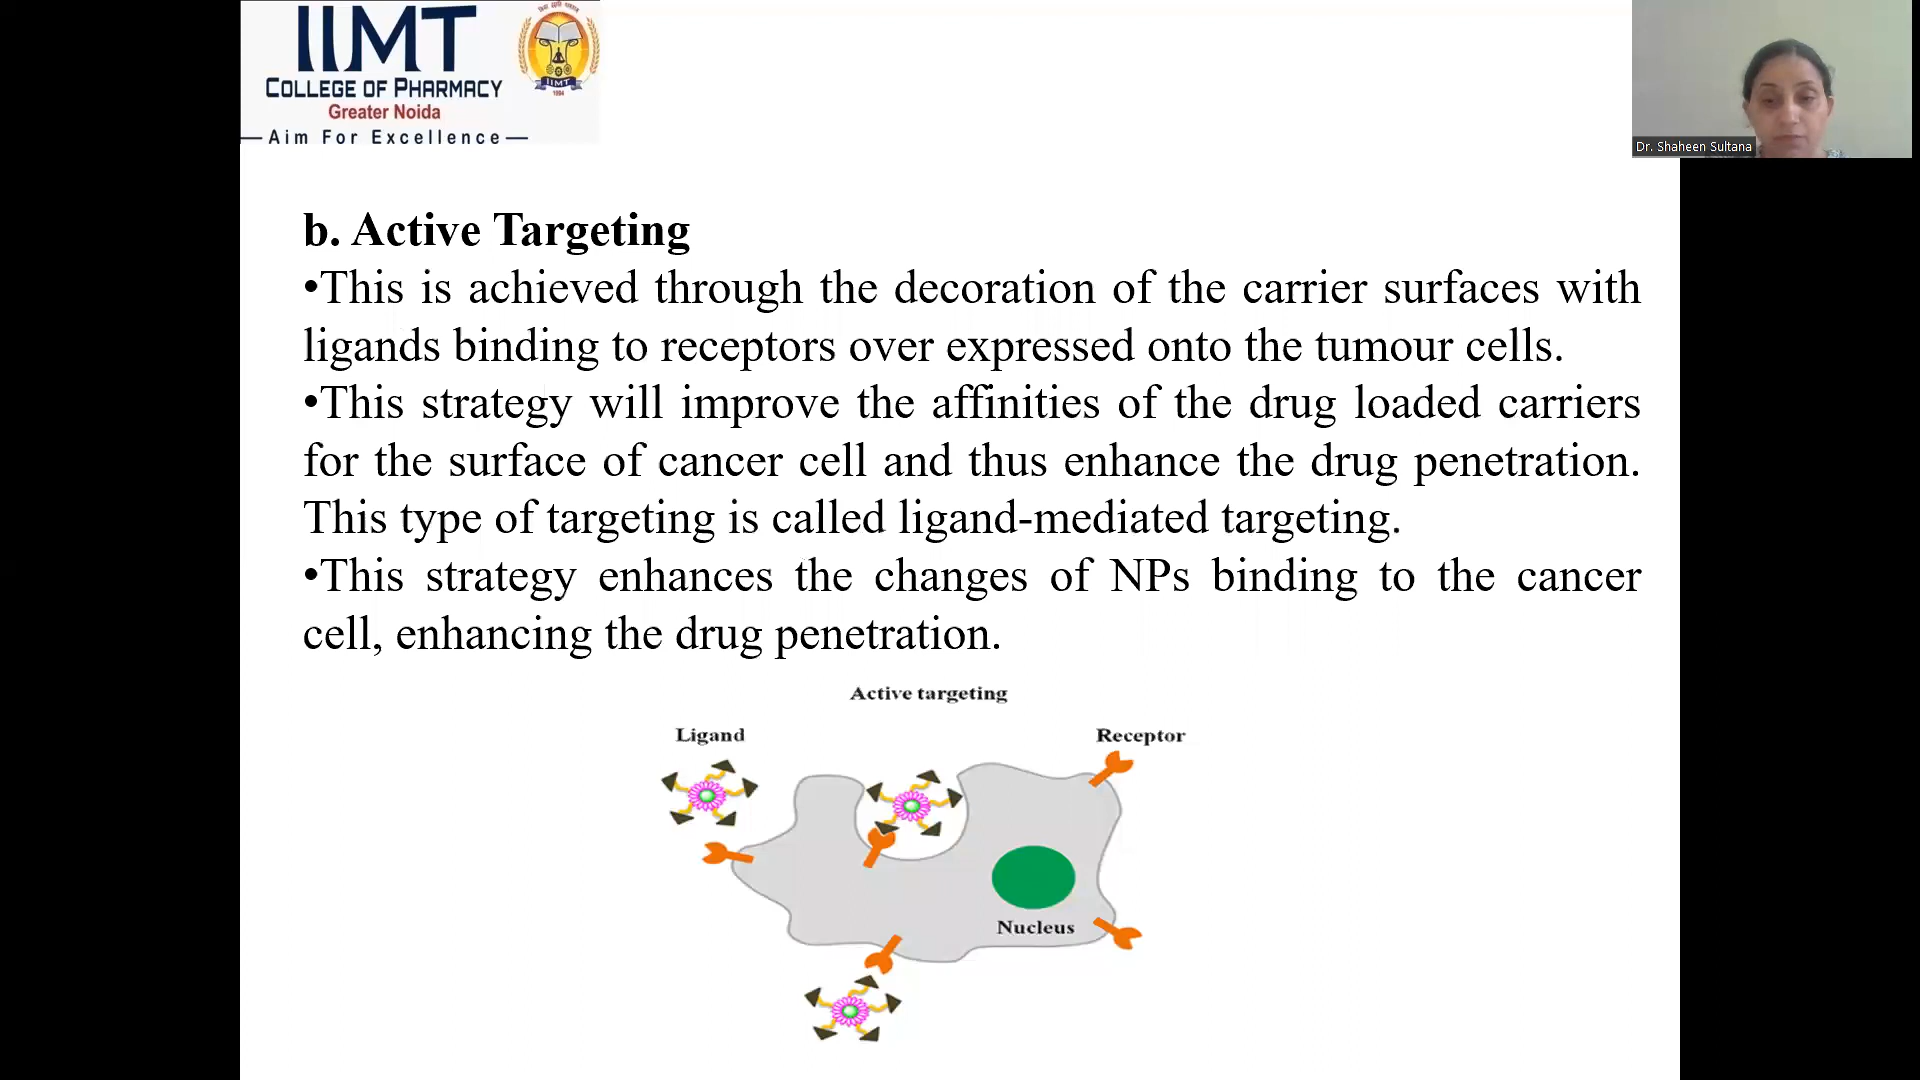 IIMT
COLLEGE OF PHARMACY
Greater Noida
Aim For Excellence
IIMT
1994
Dr. Shaheen Sultana
b. Active Targeting
•This is achieved through the decoration of the carrier surfaces with
ligands binding to receptors over expressed onto the tumour cells.
•This strategy will improve the affinities of the drug loaded carriers
for the surface of cancer cell and thus enhance the drug penetration.
This type of targeting is called ligand-mediated targeting.
•This strategy enhances the changes of NPs binding to the cancer
cell, enhancing the drug penetration.
Active targeting
Ligand
Receptor
Nucleus